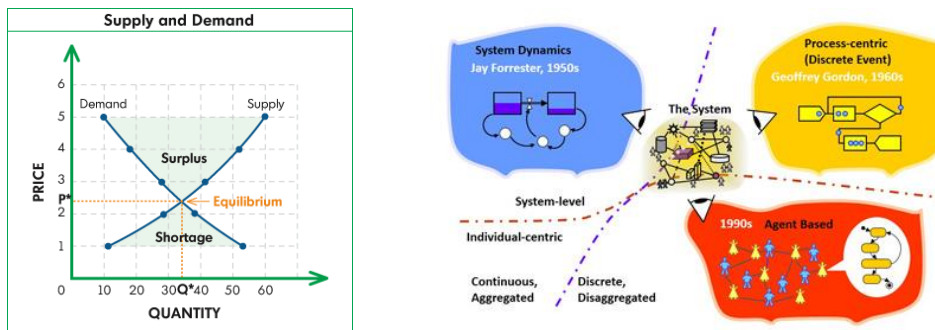 Supply and Demand
PRICE
6
5
4
3
2
1
P*
Demand
Supply
Surplus
Equilibrium
Shortage
0
10
20
30
Q*
40
50
60
QUANTITY
System Dynamics
Jay Forrester, 1950s
Process-centric
(Discrete Event)
Geoffrey Gordon, 1960s
The System
System-level
Individual-centric
Continuous,
Aggregated
Discrete,
Disaggregated
1990s Agent Based